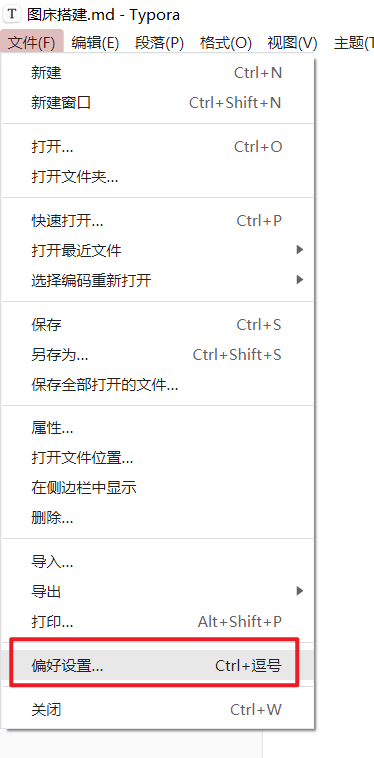 T 图床搭建.md - Typora
文件(F) 编辑(E) 段落(P) 格式(O) 视图(V) 主题(T
新建 Ctrl+N
新建窗口 Ctrl+Shift+N
打开... Ctrl+O
打开文件夹...
快速打开... Ctrl+P
打开最近文件
选择编码重新打开
保存 Ctrl+S
另存为... Ctrl+Shift+S
保存全部打开的文件...
属性...
打开文件位置...
在侧边栏中显示
删除...
导入...
导出
打印... Alt+Shift+P
偏好设置... Ctrl+逗号
关闭 Ctrl+W